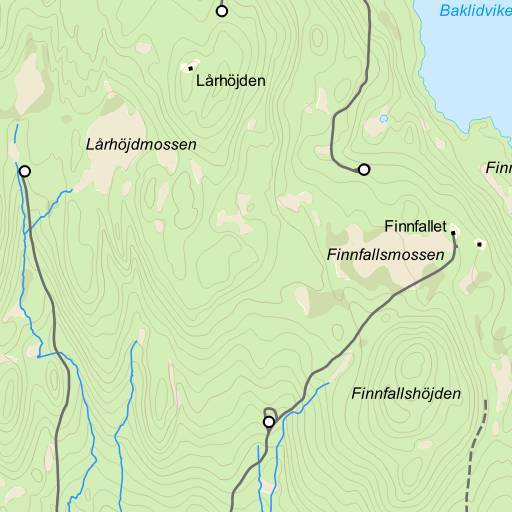 Baklidvike
Lårhöjden
Lårhöjdmossen
Finn
Finnfallet
Finnfallsmossen
Finnfallshöjden